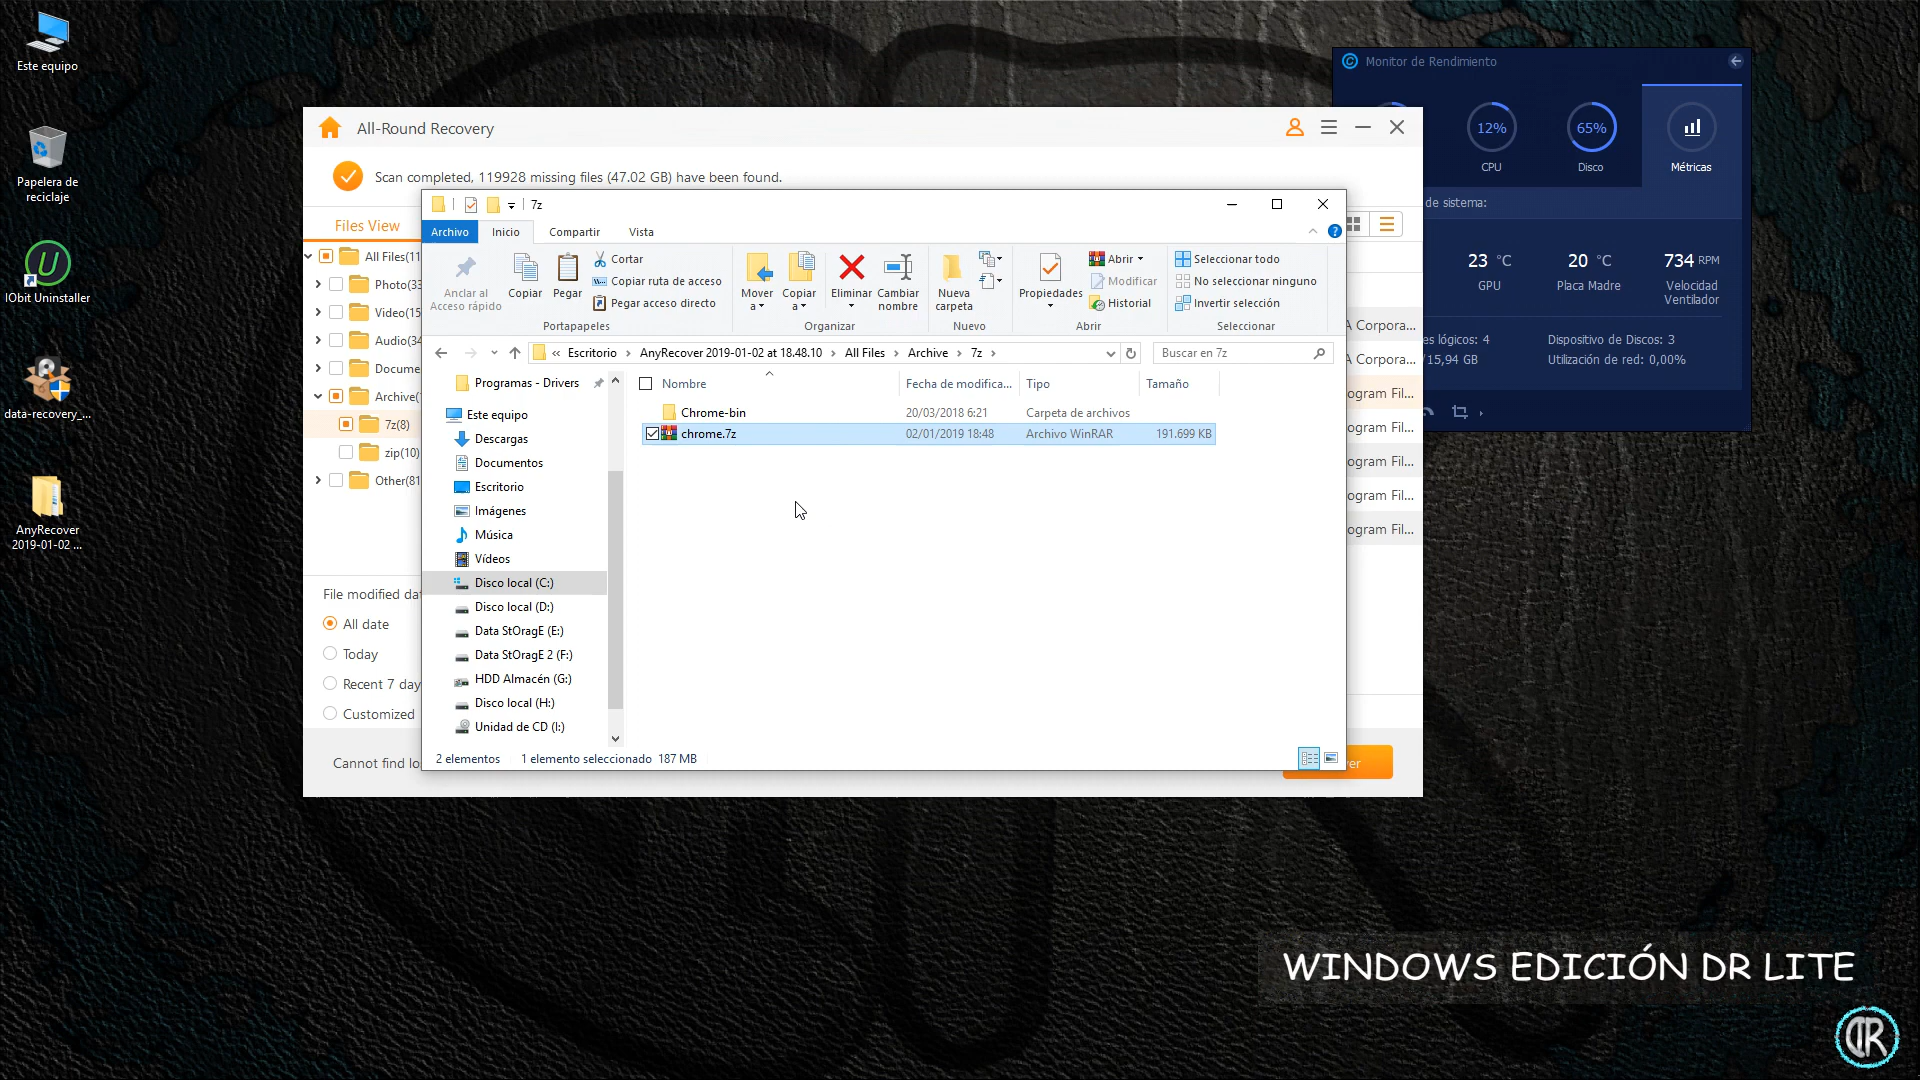 Este equipo
Papelera de
reciclaje
IObit Uninstaller
data-recovery_...
AnyRecover
2019-01-02 ...
Monitor de Rendimiento
12%
CPU
65%
Disco
Métricas
de sistema:
23 °C
GPU
20 °C
Placa Madre
734 RPM
Velocidad
Ventilador
es lógicos: 4
Dispositivo de Discos: 3
/15,94 GB
Utilización de red: 0,00%
All-Round Recovery
Scan completed, 119928 missing files (47.02 GB) have been found.
Files View
All Files(11
Photo(33
Video(15
Audio(34
Docume
Archive(
7z(8)
zip(10)
Other(81
File modified dat
All date
Today
Recent 7 day
Customized
Cannot find lo
A Corpora...
A Corpora...
ogram Fil...
ogram Fil...
ogram Fil...
ogram Fil...
ogram Fil...
ver
7z
Archivo
Inicio
Compartir
Vista
Anclar al
Acceso rápido
Copiar
Pegar
Cortar
Copiar ruta de acceso
Pegar acceso directo
Portapapeles
Mover
a
Copiar
a
Eliminar
Cambiar
nombre
Organizar
Nueva
carpeta
Nuevo
Propiedades
Abrir
Modificar
Historial
Abrir
Seleccionar todo
No seleccionar ninguno
Invertir selección
Seleccionar
« Escritorio › AnyRecover 2019-01-02 at 18.48.10 › All Files › Archive › 7z ›
Buscar en 7z
Programas - Drivers
Este equipo
Descargas
Documentos
Escritorio
Imágenes
Música
Vídeos
Disco local (C:)
Disco local (D:)
Data StOragE (E:)
Data StOragE 2 (F:)
HDD Almacén (G:)
Disco local (H:)
Unidad de CD (I:)
Nombre
Fecha de modifica...
Tipo
Tamaño
Chrome-bin
20/03/2018 6:21
Carpeta de archivos
chrome.7z
02/01/2019 18:48
Archivo WinRAR
191.699 KB
2 elementos
1 elemento seleccionado 187 MB
WINDOWS EDICIÓN DR LITE
DR